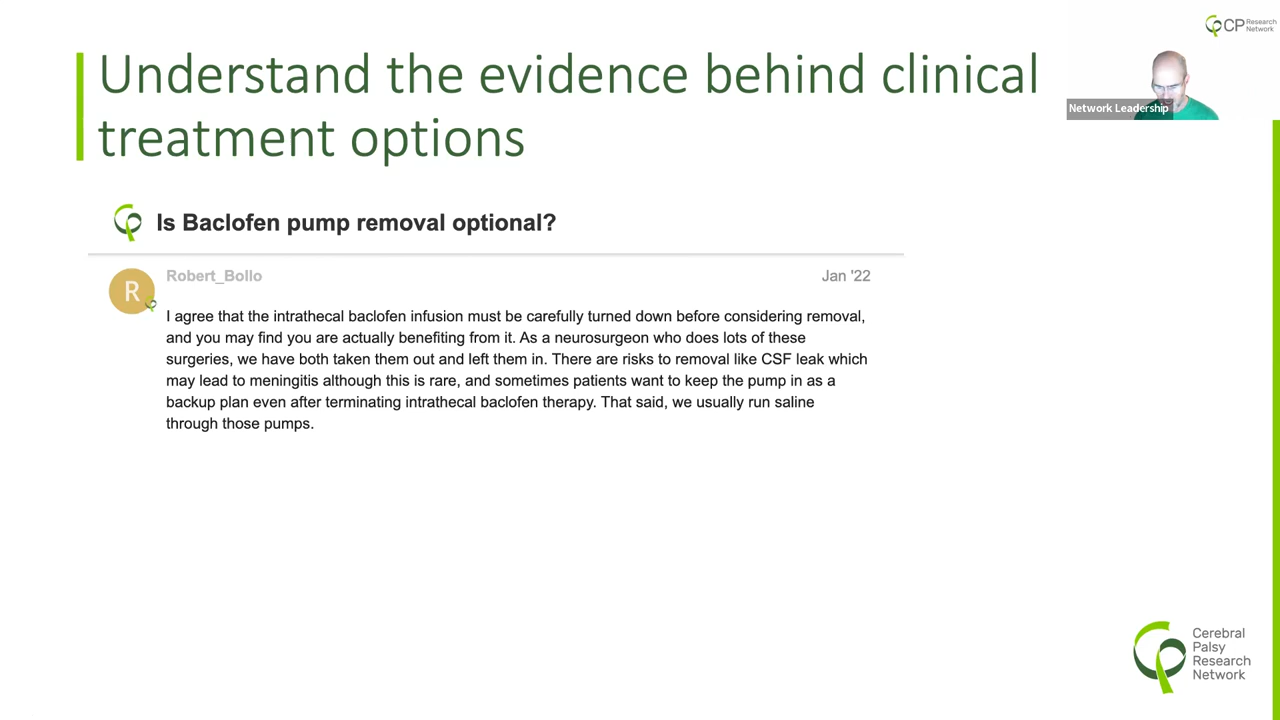 CP Research
Network
Understand the evidence behind clinical
treatment options
Network Leadership
Is Baclofen pump removal optional?
R
Robert_Bollo
Jan '22
I agree that the intrathecal baclofen infusion must be carefully turned down before considering removal,
and you may find you are actually benefiting from it. As a neurosurgeon who does lots of these
surgeries, we have both taken them out and left them in. There are risks to removal like CSF leak which
may lead to meningitis although this is rare, and sometimes patients want to keep the pump in as a
backup plan even after terminating intrathecal baclofen therapy. That said, we usually run saline
through those pumps.
Cerebral
Palsy
Research
Network